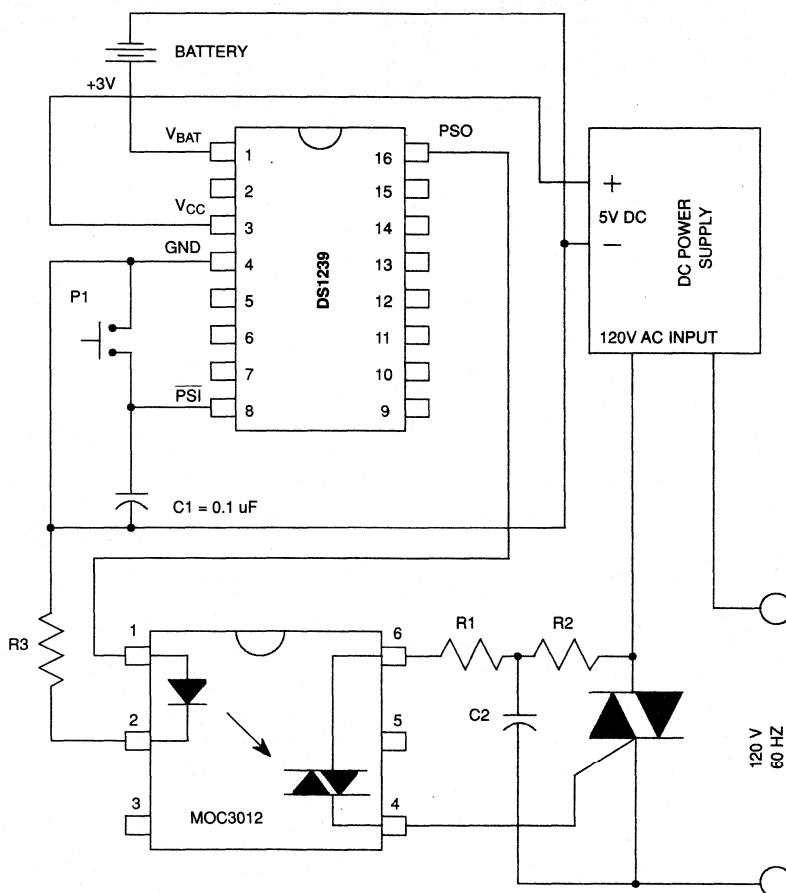 BATTERY
+3V
VBAT
PSO
1
16
2
15
VCC
3
14
+
5V DC
−
DC POWER
SUPPLY
GND
4
13
P1
5
12
DS1239
6
11
120V AC INPUT
7
10
PSI
8
9
C1 = 0.1 uF
1
6
R1
R2
R3
2
5
C2
3
4
MOC3012
120 V
60 HZ